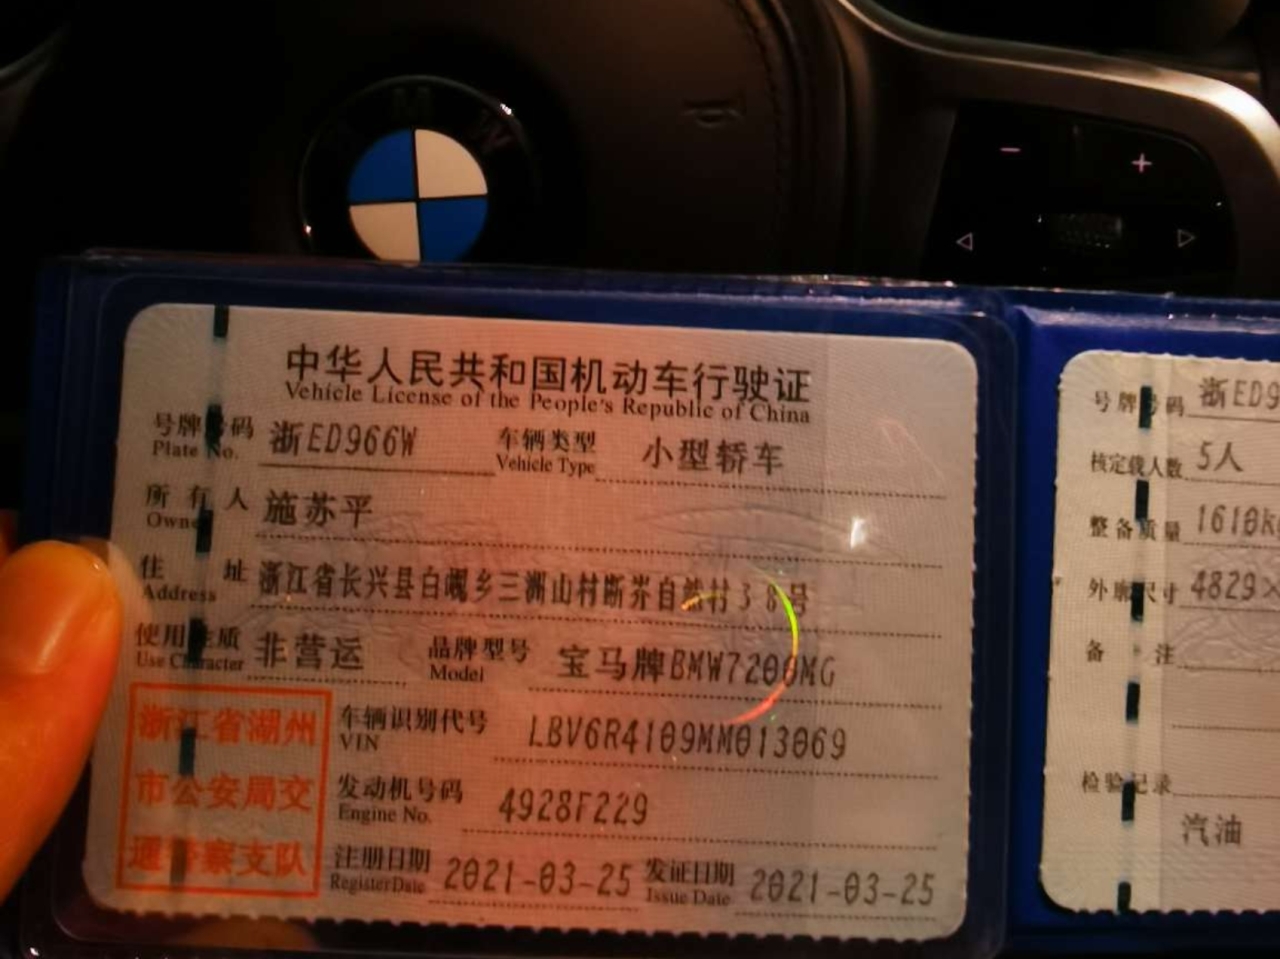 BMW
中华人民共和国机动车行驶证
Vehicle License of the People's Republic of China
号牌号码 浙ED966W 车辆类型 小型轿车
Plate No. Vehicle Type
所有人 施苏平
Owner
住址 浙江省长兴县白岘乡三洲山村断岕自然村38号
Address
使用性质 非营运 品牌型号 宝马牌BMW7200MG
Use Character Model
浙江省湖州
市公安局交
通警察支队
车辆识别代号 LBV6R4109MM013069
VIN
发动机号码 4928F229
Engine No.
注册日期 2021-03-25 发证日期 2021-03-25
Register Date Issue Date
号牌号码 浙ED9
核定载人数 5人
整备质量 1610k
外廓尺寸 4829×
备注
检验记录
汽油